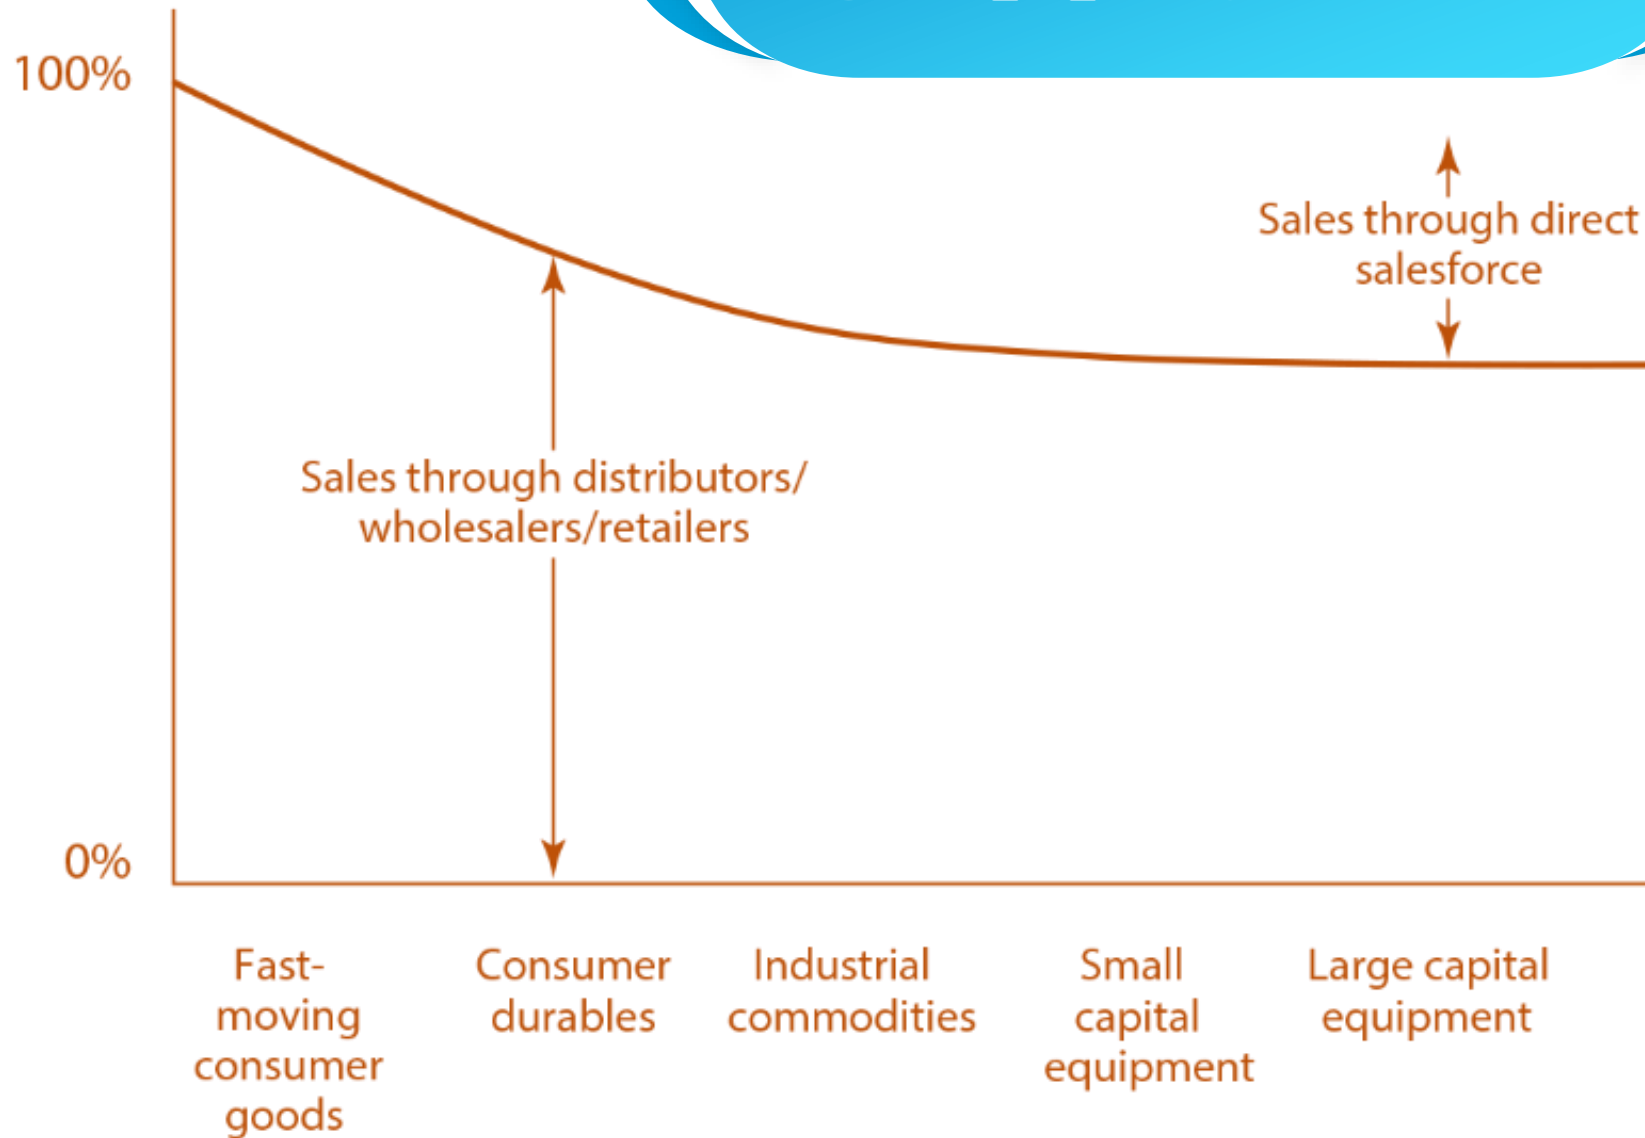 100%
Sales through direct
salesforce
Sales through distributors/
wholesalers/retailers
0%
Fast-
moving
consumer
goods
Consumer
durables
Industrial
commodities
Small
capital
equipment
Large capital
equipment